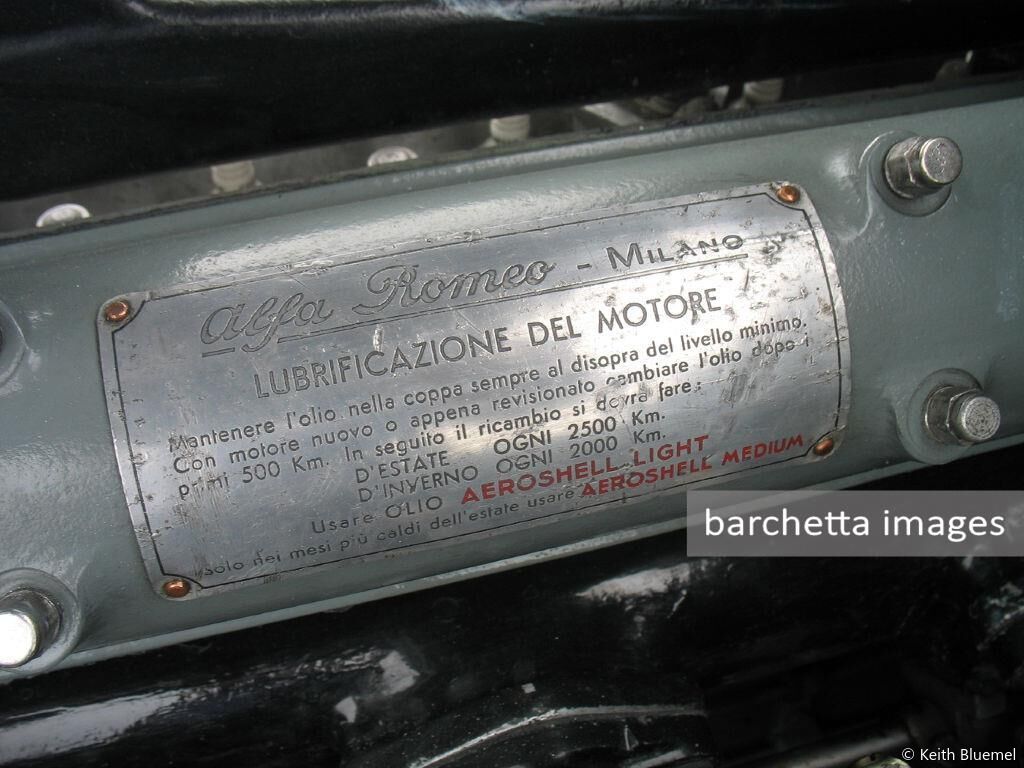 Alfa Romeo - MILANO
LUBRIFICAZIONE DEL MOTORE
Mantenere l'olio nella coppa sempre al disopra del livello minimo.
Con motore nuovo o appena revisionato cambiare l'olio dopo i
primi 500 Km. In seguito il ricambio si dovrà fare:
D'ESTATE OGNI 2500 Km.
D'INVERNO OGNI 2000 Km.
Usare OLIO AEROSHELL LIGHT
solo nei mesi più caldi dell'estate usare AEROSHELL MEDIUM
barchetta images
© Keith Bluemel